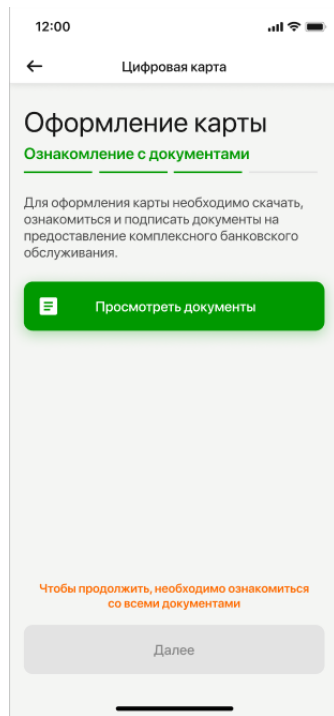 12:00
Цифровая карта
Оформление карты
Ознакомление с документами
Для оформления карты необходимо скачать,
ознакомиться и подписать документы на
предоставление комплексного банковского
обслуживания.
Просмотреть документы
Чтобы продолжить, необходимо ознакомиться
со всеми документами
Далее